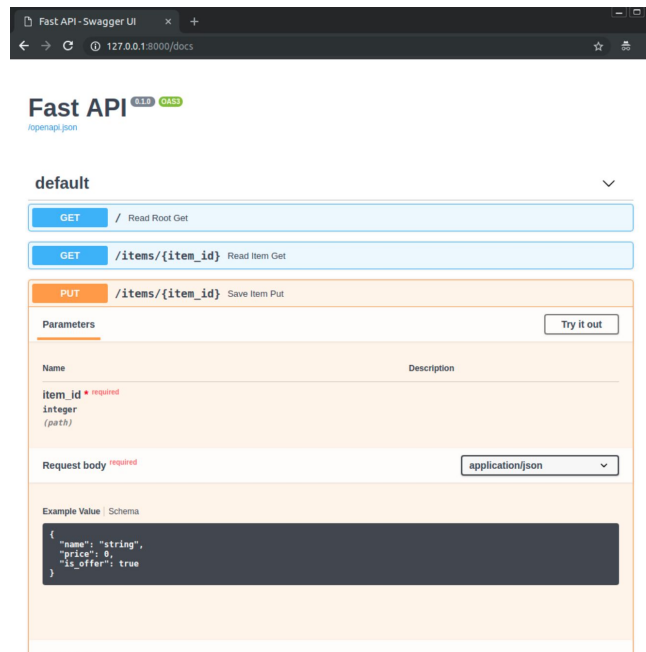 Fast API - Swagger UI
127.0.0.1:8000/docs
Fast API 0.1.0 OAS3
/openapi.json
default
GET / Read Root Get
GET /items/{item_id} Read Item Get
PUT /items/{item_id} Save Item Put
Parameters Try it out
Name Description
item_id * required
integer
(path)
Request body required application/json
Example Value Schema
{
"name": "string",
"price": 0,
"is_offer": true
}